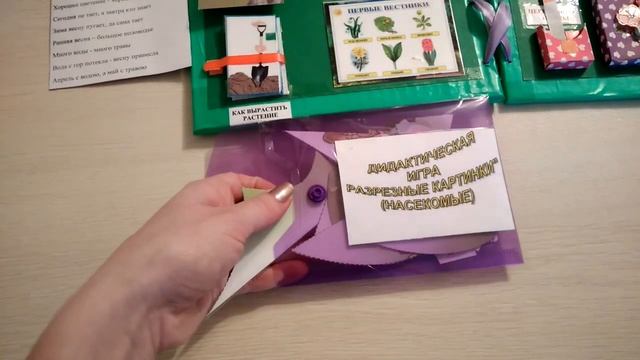 Сегодня не тает, а завтра кто знает
Зима весну пугает, да сама тает
Ранняя весна – большое половодье
Много воды - много травы
Вода с гор потекла - весну принесла
Апрель с водою, а май с травою
КАК ВЫРАСТИТЬ
РАСТЕНИЕ
ПЕРВЫЕ ВЕСТНИКИ
ДИДАКТИЧЕСКАЯ
ИГРА
РАЗРЕЗНЫЕ КАРТИНКИ"
(НАСЕКОМЫЕ)